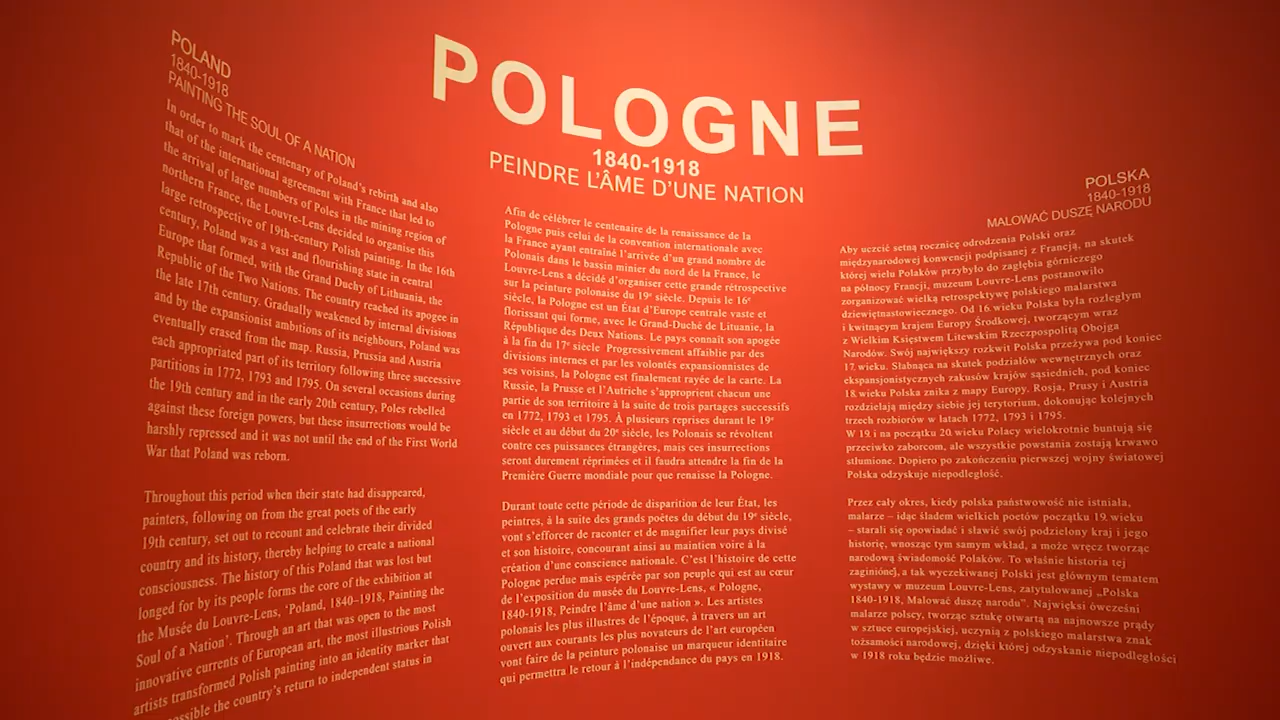 POLAND
1840-1918
PAINTING THE SOUL OF A NATION
In order to mark the centenary of Poland's rebirth and also
that of the international agreement with France that led to
the arrival of large numbers of Poles in the mining region of
northern France, the Louvre-Lens decided to organise this
large retrospective of 19th-century Polish painting. In the 16th
century, Poland was a vast and flourishing state in central
Europe that formed, with the Grand Duchy of Lithuania, the
Republic of the Two Nations. The country reached its apogee in
the late 17th century. Gradually weakened by internal divisions
and by the expansionist ambitions of its neighbours, Poland was
eventually erased from the map. Russia, Prussia and Austria
each appropriated part of its territory following three successive
partitions in 1772, 1793 and 1795. On several occasions during
the 19th century and in the early 20th century, Poles rebelled
against these foreign powers, but these insurrections would be
harshly repressed and it was not until the end of the First World
War that Poland was reborn.
Throughout this period when their state had disappeared,
painters, following on from the great poets of the early
19th century, set out to recount and celebrate their divided
country and its history, thereby helping to create a national
consciousness. The history of this Poland that was lost but
longed for by its people forms the core of the exhibition at
the Musée du Louvre-Lens, 'Poland, 1840–1918, Painting the
Soul of a Nation'. Through an art that was open to the most
innovative currents of European art, the most illustrious Polish
artists transformed Polish painting into an identity marker that
the country's return to independent status in
POLOGNE
1840-1918
PEINDRE L'ÂME D'UNE NATION
Afin de célébrer le centenaire de la renaissance de la
Pologne puis celui de la convention internationale avec
la France ayant entraîné l'arrivée d'un grand nombre de
Polonais dans le bassin minier du nord de la France, le
Louvre-Lens a décidé d'organiser cette grande rétrospective
sur la peinture polonaise du 19e siècle. Depuis le 16e
siècle, la Pologne est un État d'Europe centrale vaste et
florissant qui forme, avec le Grand-Duché de Lituanie, la
République des Deux Nations. Le pays connaît son apogée
à la fin du 17e siècle. Progressivement affaiblie par des
divisions internes et par les volontés expansionnistes de
ses voisins, la Pologne est finalement rayée de la carte. La
Russie, la Prusse et l'Autriche s'approprient chacun une
partie de son territoire à la suite de trois partages successifs
en 1772, 1793 et 1795. À plusieurs reprises durant le 19e
siècle et au début du 20e siècle, les Polonais se révoltent
contre ces puissances étrangères, mais ces insurrections
seront durement réprimées et il faudra attendre la fin de la
Première Guerre mondiale pour que renaisse la Pologne.
Durant toute cette période de disparition de leur État, les
peintres, à la suite des grands poètes du début du 19e siècle,
vont s'efforcer de raconter et de magnifier leur pays divisé
et son histoire, concourant ainsi au maintien voire à la
création d'une conscience nationale. C'est l'histoire de cette
Pologne perdue mais espérée par son peuple qui est au cœur
de l'exposition du musée du Louvre-Lens, « Pologne,
1840-1918, Peindre l'âme d'une nation ». Les artistes
polonais les plus illustres de l'époque, à travers un art
ouvert aux courants les plus novateurs de l'art européen
vont faire de la peinture polonaise un marqueur identitaire
qui permettra le retour à l'indépendance du pays en 1918.
POLSKA
1840-1918
MALOWAĆ DUSZĘ NARODU
Aby uczcić setną rocznicę odrodzenia Polski oraz
międzynarodowej konwencji podpisanej z Francją, na skutek
której wielu Polaków przybyło do zagłębia górniczego
na północy Francji, muzeum Louvre-Lens postanowiło
zorganizować wielką retrospektywę polskiego malarstwa
dziewiętnastowiecznego. Od 16. wieku Polska była rozległym
i kwitnącym krajem Europy Środkowej, tworząc wraz
z Wielkim Księstwem Litewskim Rzeczpospolitą Obojga
Narodów. Swój największy rozkwit Polska przeżywa pod koniec
17. wieku. Słabnąca na skutek podziałów wewnętrznych oraz
ekspansjonistycznych zakusów krajów sąsiednich, pod koniec
18. wieku Polska znika z mapy Europy. Rosja, Prusy i Austria
rozdzielają między siebie jej terytorium, dokonując kolejnych
trzech rozbiorów w latach 1772, 1793 i 1795.
W 19. i na początku 20. wieku Polacy wielokrotnie buntują się
przeciwko zaborcom, ale wszystkie powstania zostają krwawo
stłumione. Dopiero po zakończeniu pierwszej wojny światowej
Polska odzyskuje niepodległość.
Przez cały okres, kiedy polska państwowość nie istniała,
malarze – idąc śladem wielkich poetów początku 19. wieku
– starali się opowiadać i sławić swój podzielony kraj i jego
historię, wnosząc tym samym wkład, a może wręcz tworząc
narodową świadomość Polaków. To właśnie historia tej
zaginionej, a tak wyczekiwanej Polski jest głównym tematem
wystawy w muzeum Louvre-Lens, zatytułowanej „Polska
1840-1918, Malować duszę narodu". Najwięksi ówcześni
malarze polscy, tworząc sztukę otwartą na najnowsze prądy
w sztuce europejskiej, uczynią z polskiego malarstwa znak
tożsamości narodowej, dzięki której odzyskanie niepodległości
w 1918 roku będzie możliwe.